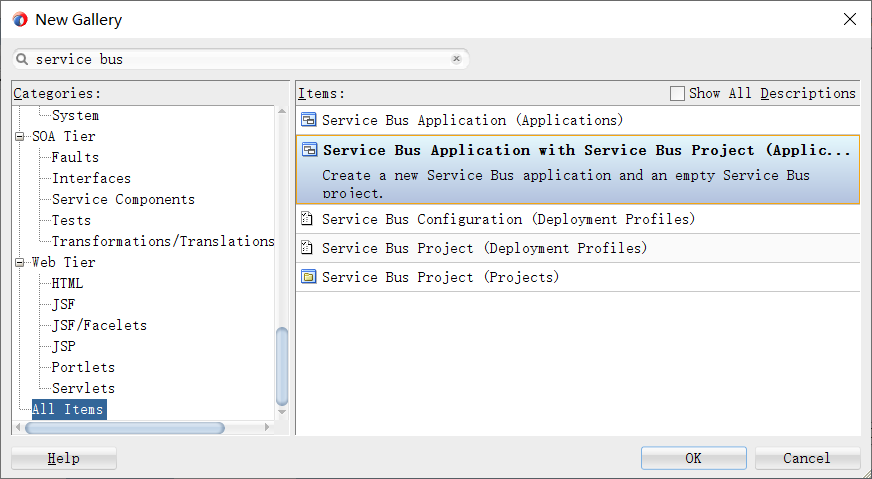 New Gallery
service bus
Categories:
System
SOA Tier
Faults
Interfaces
Service Components
Tests
Transformations/Translations
Web Tier
HTML
JSF
JSF/Facelets
JSP
Portlets
Servlets
All Items
Items:
Show All Descriptions
Service Bus Application (Applications)
Service Bus Application with Service Bus Project (Applic...
Create a new Service Bus application and an empty Service Bus
project.
Service Bus Configuration (Deployment Profiles)
Service Bus Project (Deployment Profiles)
Service Bus Project (Projects)
Help
OK
Cancel